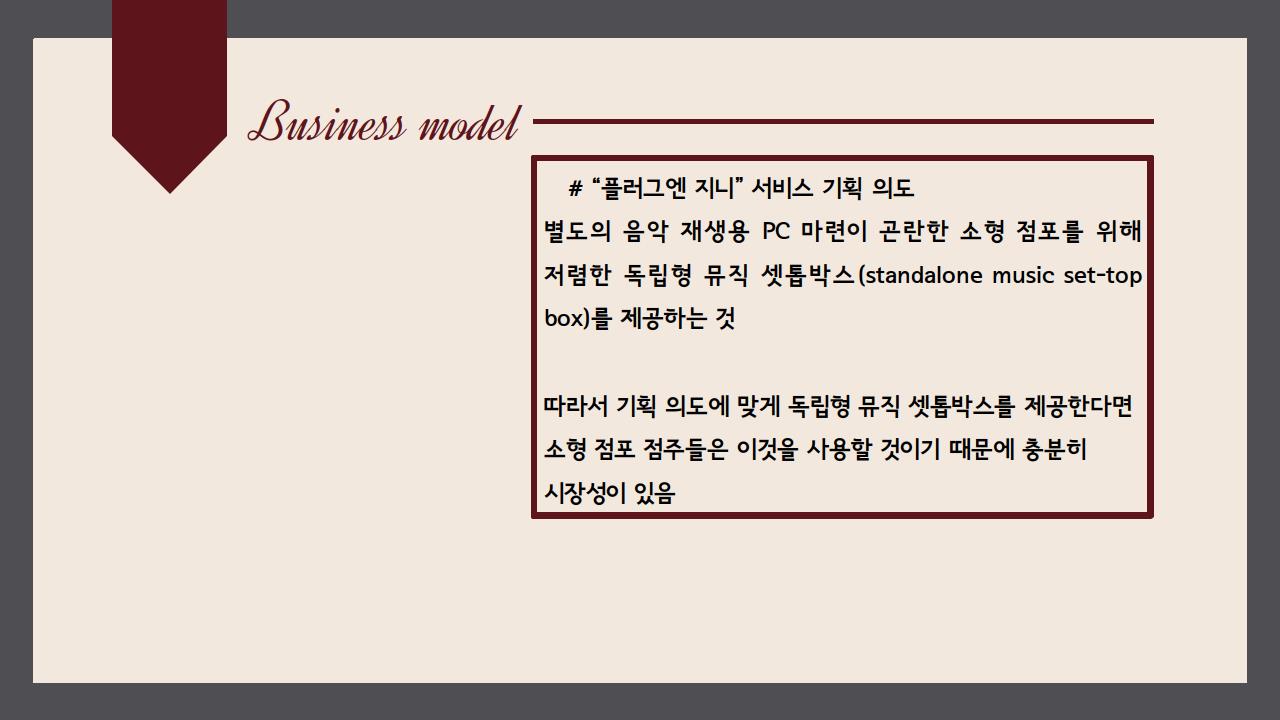 Business model
# “플러그엔 지니” 서비스 기획 의도
별도의 음악 재생용 PC 마련이 곤란한 소형 점포를 위해
저렴한 독립형 뮤직 셋톱박스(standalone music set-top
box)를 제공하는 것
따라서 기획 의도에 맞게 독립형 뮤직 셋톱박스를 제공한다면
소형 점포 점주들은 이것을 사용할 것이기 때문에 충분히
시장성이 있음